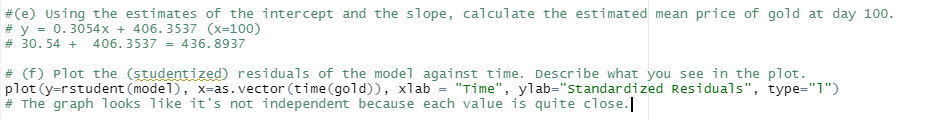 #(e) Using the estimates of the intercept and the slope, calculate the estimated mean price of gold at day 100.
# y = 0.3054x + 406.3537 (x=100)
# 30.54 +  406.3537 = 436.8937
# (f) Plot the (studentized) residuals of the model against time. Describe what you see in the plot.
plot(y=rstudent(model), x=as.vector(time(gold)), xlab = "Time", ylab="Standardized Residuals", type="l")
# The graph looks like it's not independent because each value is quite close.